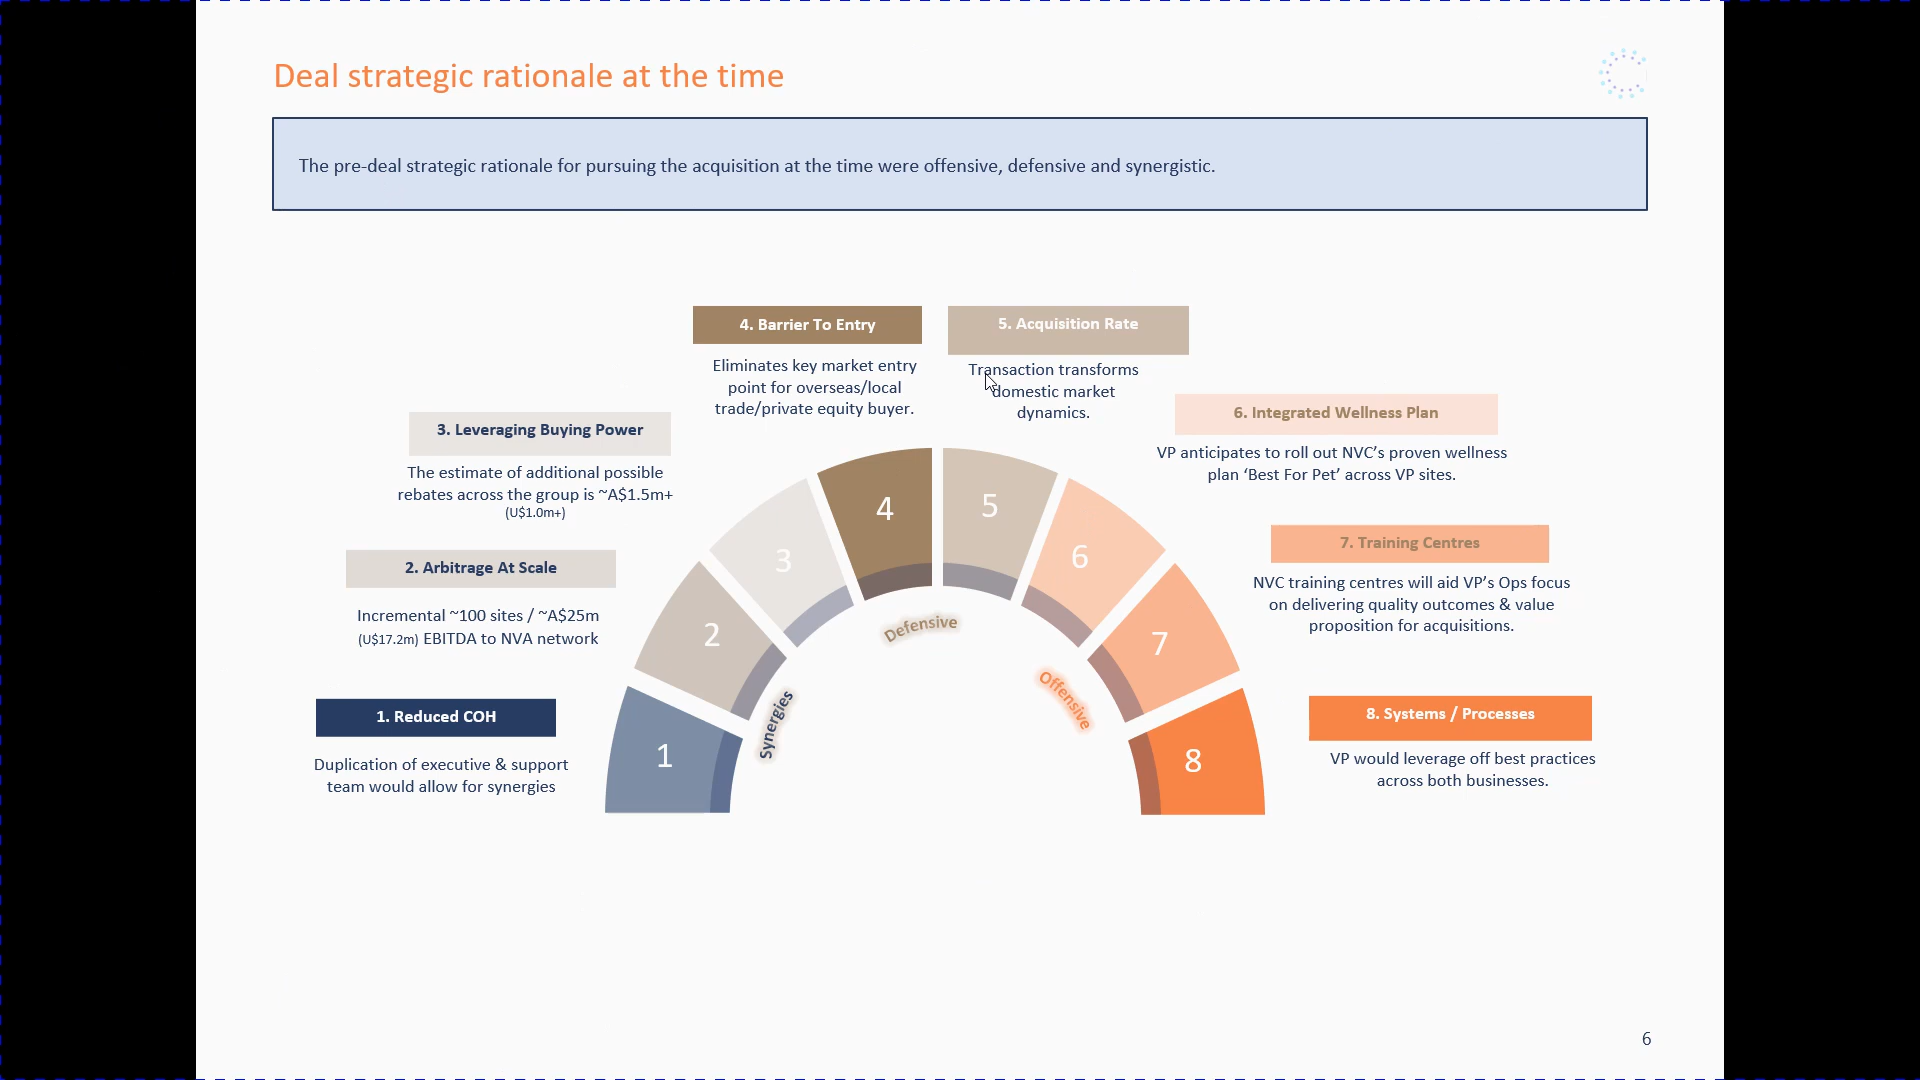 Deal strategic rationale at the time
The pre-deal strategic rationale for pursuing the acquisition at the time were offensive, defensive and synergistic.
1. Reduced COH
Duplication of executive & support
team would allow for synergies
2. Arbitrage At Scale
Incremental ~100 sites / ~A$25m
(U$17.2m) EBITDA to NVA network
3. Leveraging Buying Power
The estimate of additional possible
rebates across the group is ~A$1.5m+
(U$1.0m+)
4. Barrier To Entry
Eliminates key market entry
point for overseas/local
trade/private equity buyer.
5. Acquisition Rate
Transaction transforms
domestic market
dynamics.
6. Integrated Wellness Plan
VP anticipates to roll out NVC’s proven wellness
plan ‘Best For Pet’ across VP sites.
7. Training Centres
NVC training centres will aid VP’s Ops focus
on delivering quality outcomes & value
proposition for acquisitions.
8. Systems / Processes
VP would leverage off best practices
across both businesses.
1
2
3
4
5
6
7
8
Synergies
Defensive
Offensive
6